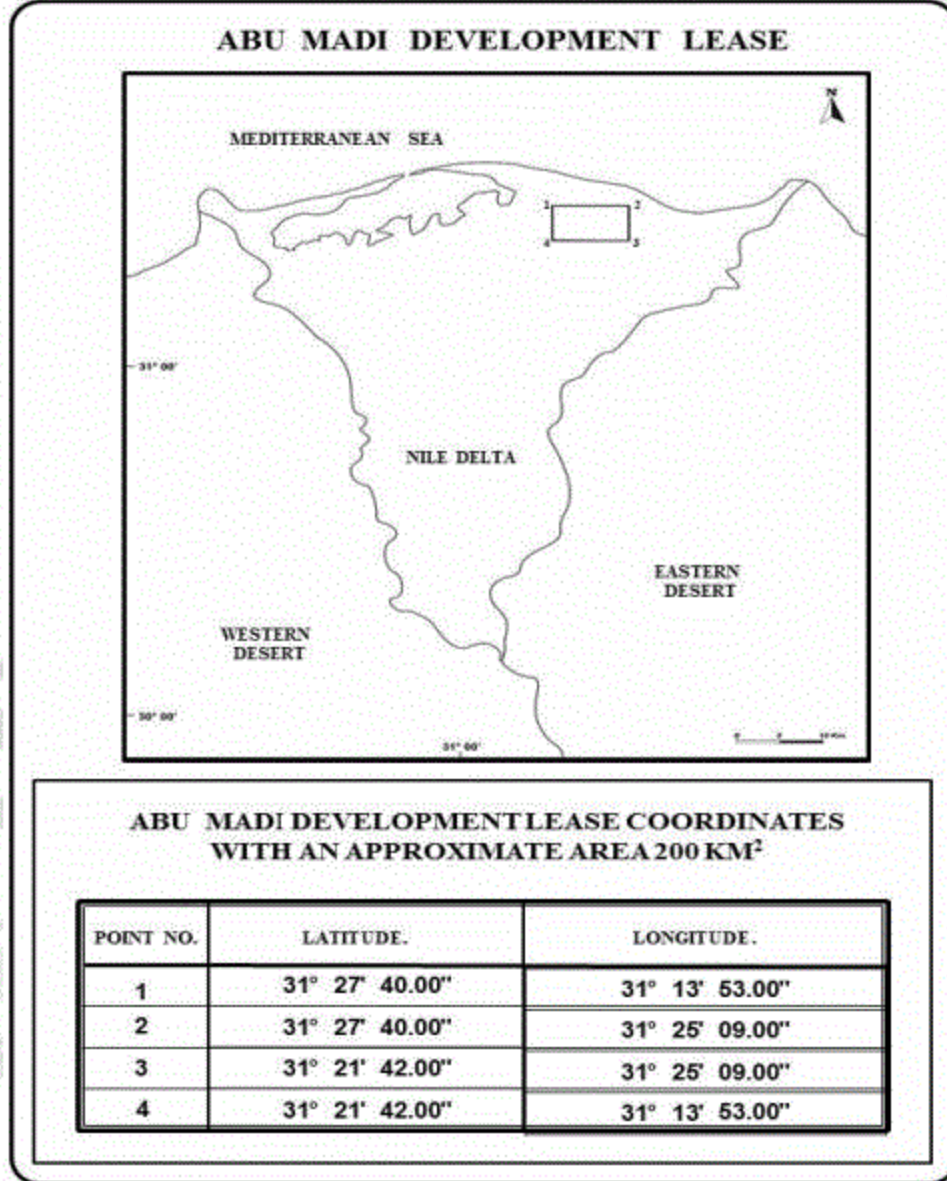 ABU MADI DEVELOPMENT LEASE
N
MEDITERRANEAN SEA
1 2
4 3
31° 00'
NILE DELTA
EASTERN
DESERT
WESTERN
DESERT
30° 00'
31° 00'
ABU MADI DEVELOPMENT LEASE COORDINATES
WITH AN APPROXIMATE AREA 200 KM²
POINT NO. LATITUDE. LONGITUDE.
1 31° 27' 40.00" 31° 13' 53.00"
2 31° 27' 40.00" 31° 25' 09.00"
3 31° 21' 42.00" 31° 25' 09.00"
4 31° 21' 42.00" 31° 13' 53.00"